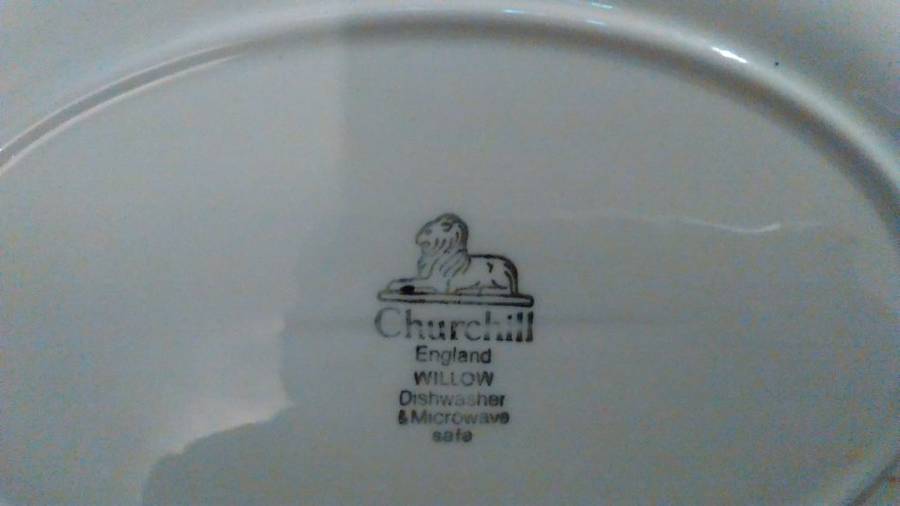 Churchill
England
WILLOW
Dishwasher
&Microwave
safe